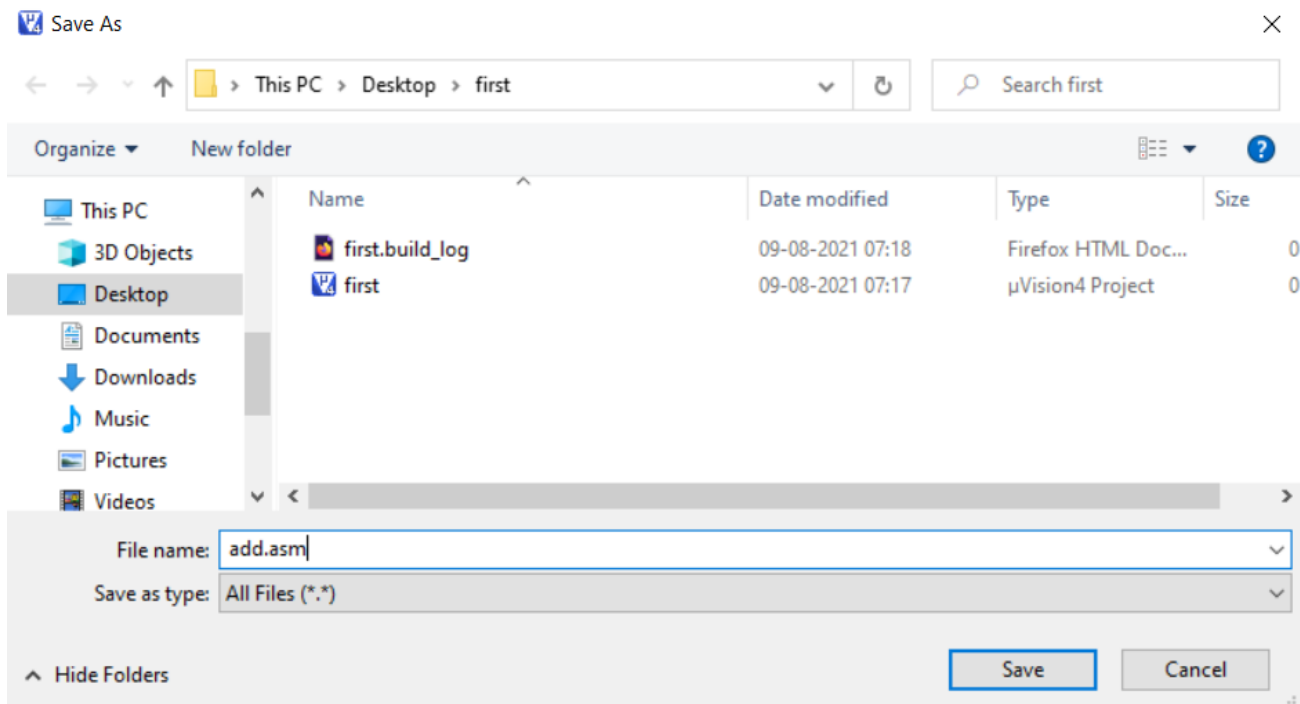 Save As
This PC > Desktop > first
Search first
Organize
New folder
?
Name Date modified Type Size
This PC
3D Objects
Desktop
Documents
Downloads
Music
Pictures
Videos
first.build_log 09-08-2021 07:18 Firefox HTML Doc... 0
first 09-08-2021 07:17 µVision4 Project 0
File name: add.asm
Save as type: All Files (*.*)
Hide Folders
Save
Cancel